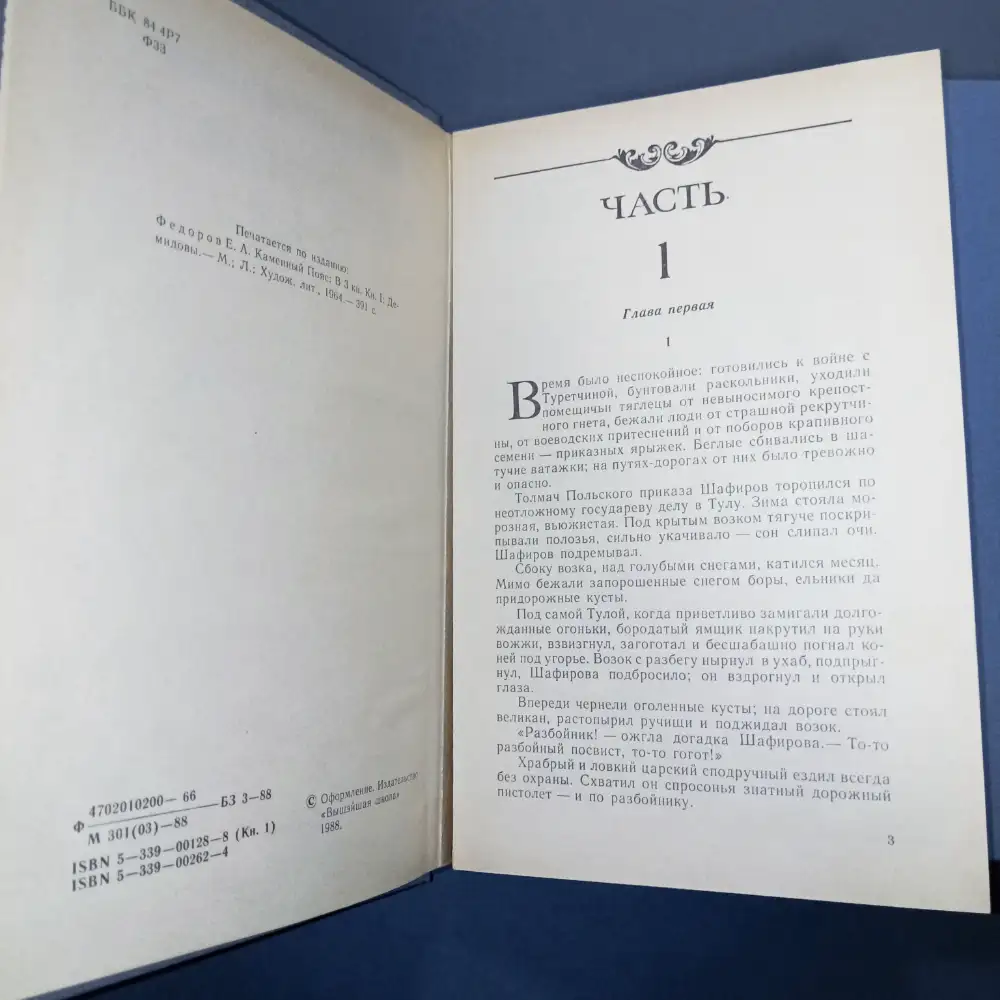 ББК 84 4Р7
Ф33
Печатается по изданию:
Федоров Е. А. Каменный Пояс: В 3 кн. Кн. 1: Де-
мидовы.— М.; Л.: Худож. лит., 1964.— 391 с.
Ф 4702010200—66 БЗ 3—88
М 301(03)—88
ISBN 5—339—00128—8 (Кн. 1)
ISBN 5—339—00262—4
© Оформление. Издательство
«Вышэйшая школа»
1988.
ЧАСТЬ
1
Глава первая
1
Время было неспокойное: готовились к войне с
Туретчиной, бунтовали раскольники, уходили
помещичьи тяглецы от невыносимого крепост-
ного гнета, бежали люди от страшной рекрутчи-
ны, от воеводских притеснений и от поборов крапивного
семени — приказных ярыжек. Беглые сбивались в ша-
тучие ватажки; на путях-дорогах от них было тревожно
и опасно.
Толмач Польского приказа Шафиров торопился по
неотложному государеву делу в Тулу. Зима стояла мо-
розная, вьюжистая. Под крытым возком тягуче поскри-
пывали полозья, сильно укачивало — сон слипал очи.
Шафиров подремывал.
Сбоку возка, над голубыми снегами, катился месяц.
Мимо бежали запорошенные снегом боры, ельники да
придорожные кусты.
Под самой Тулой, когда приветливо замигали долго-
жданные огоньки, бородатый ямщик накрутил на руки
вожжи, взвизгнул, загоготал и бесшабашно погнал ко-
ней под угорье. Возок с разбегу нырнул в ухаб, подпрыг-
нул, Шафирова подбросило; он вздрогнул и открыл
глаза.
Впереди чернели оголенные кусты; на дороге стоял
великан, растопырил ручищи и поджидал возок.
«Разбойник! — ожгла догадка Шафирова.— То-то
разбойный посвист, то-то гогот!»
Храбрый и ловкий царский сподручный ездил всегда
без охраны. Схватил он спросонья знатный дорожный
пистолет — и по разбойнику.
3